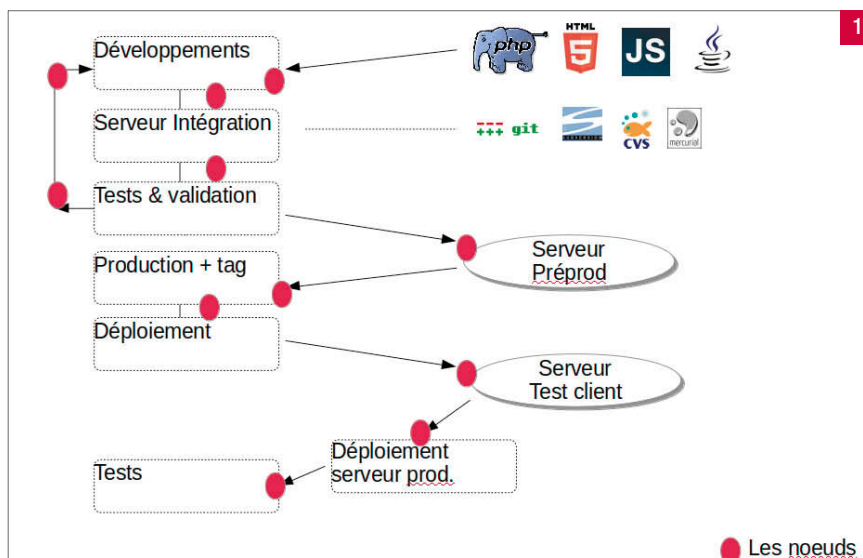 1
Développements
php
HTML
5
JS
Serveur Intégration
git
CVS
mercurial
Tests & validation
Serveur
Préprod
Production + tag
Déploiement
Serveur
Test client
Déploiement
serveur prod.
Tests
Les noeuds